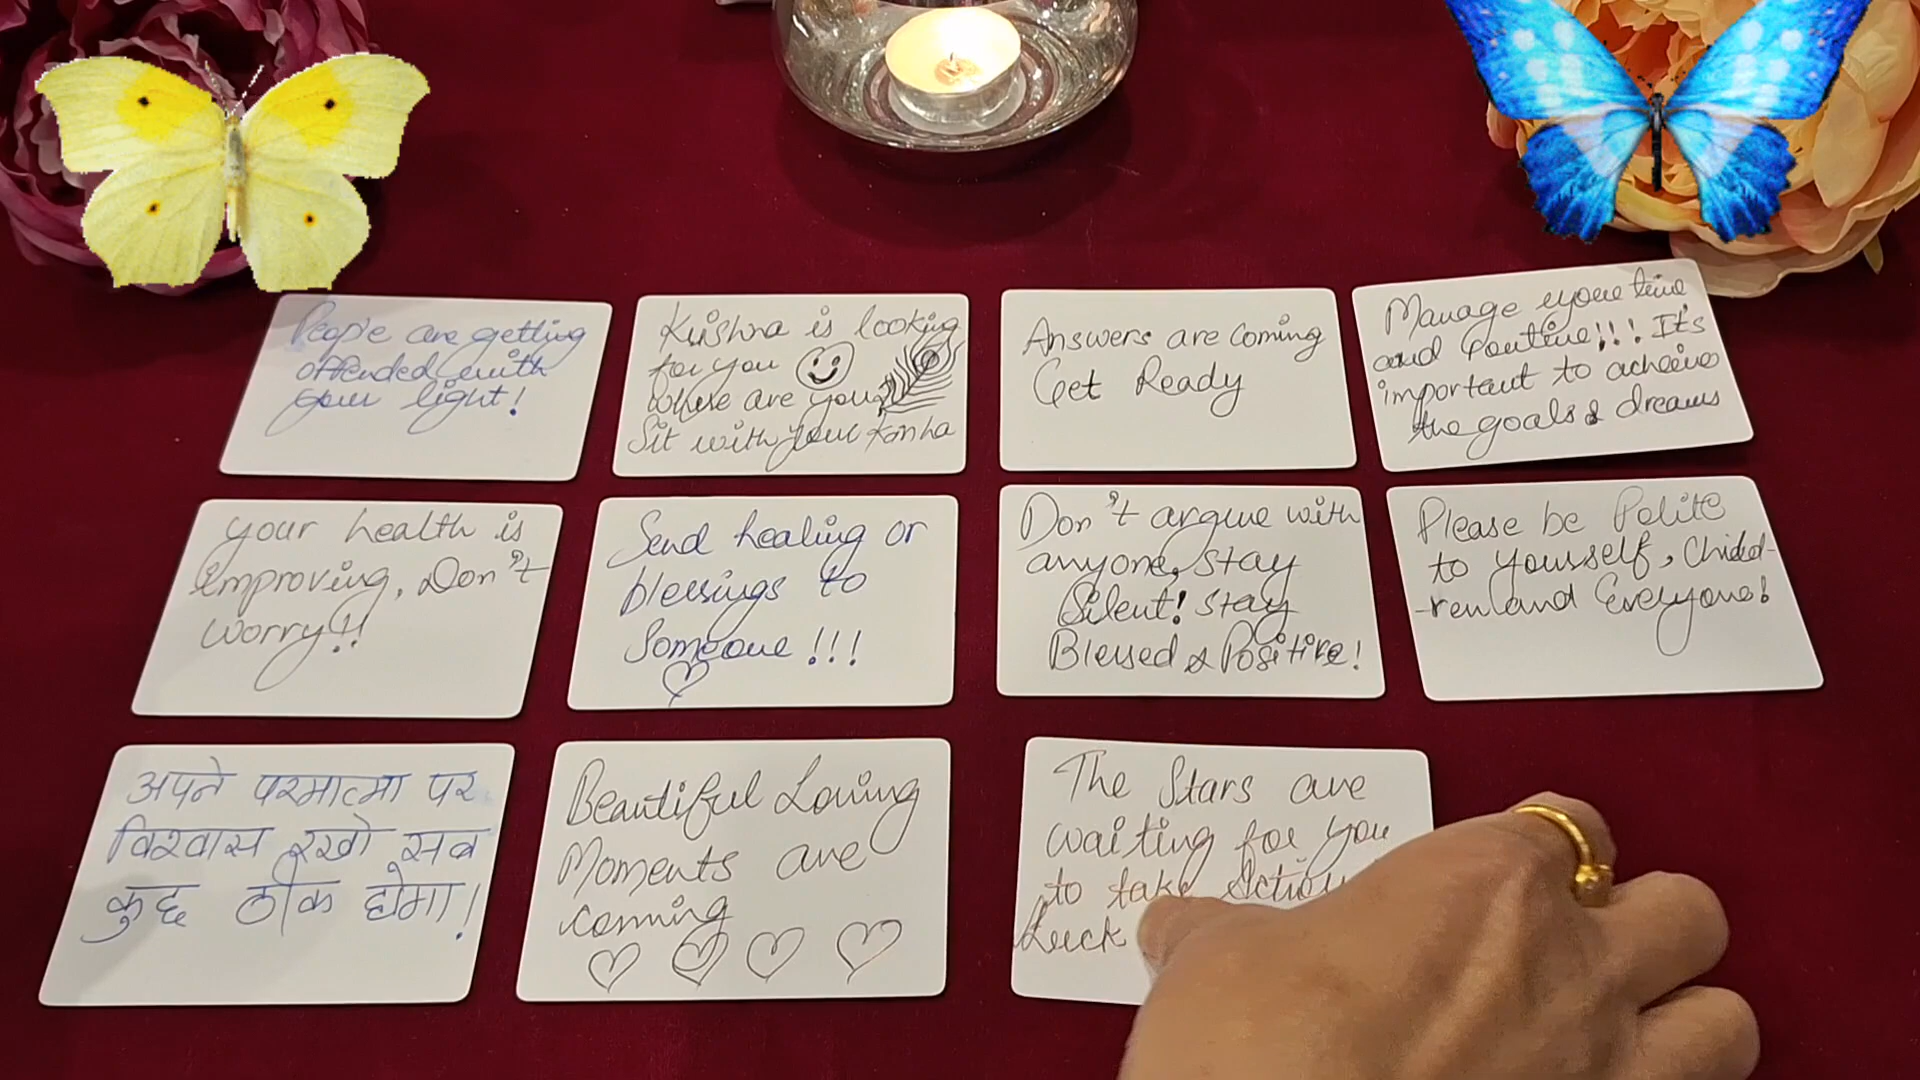 People are getting
offended with
your light!
Krishna is looking
for you
Where are you?
Sit with your Krisha
Answers are coming
Get Ready
Manage your time
and Routine!!! It's
important to acheive
the goals & dreams
your health is
improving, Don't
worry!!
Send healing or
blessings to
Someone !!!
Don't argue with
anyone, stay
Silent! Stay
Blessed & Positive!
Please be Polite
to yourself, Child-
-ren and Everyone!
अपने परमात्मा पर
विश्वास रखो सब
कुछ ठीक होगा!
Beautiful Loving
Moments are
coming
The Stars are
waiting for you
to take Action
Luck